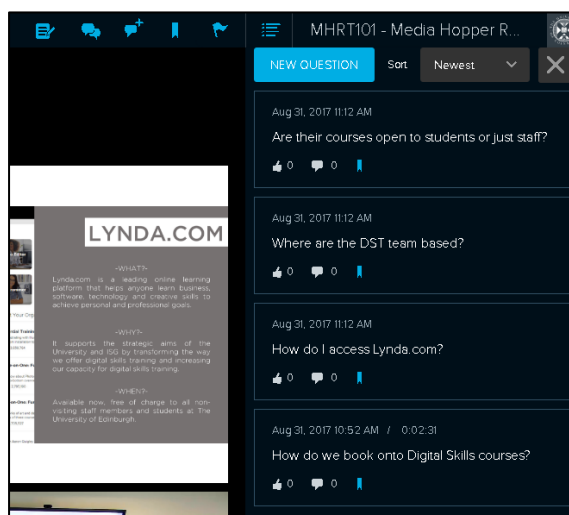 MHRT101 - Media Hopper R...
NEW QUESTION
Sort
Newest
Aug 31, 2017 11:12 AM
Are their courses open to students or just staff?
0
0
Aug 31, 2017 11:12 AM
Where are the DST team based?
0
0
Aug 31, 2017 11:12 AM
How do I access Lynda.com?
0
0
Aug 31, 2017 10:52 AM / 0:02:31
How do we book onto Digital Skills courses?
0
0
LYNDA.COM
-WHAT?-
Lynda.com is a leading online learning
platform that helps anyone learn business,
software, technology and creative skills to
achieve personal and professional goals.
-WHY?-
It supports the strategic aims of the
University and ISG by transforming the way
we offer digital skills training and increasing
our capacity for digital skills training.
-WHEN?-
Available now, free of charge to all non-
visiting staff members and students at The
University of Edinburgh.